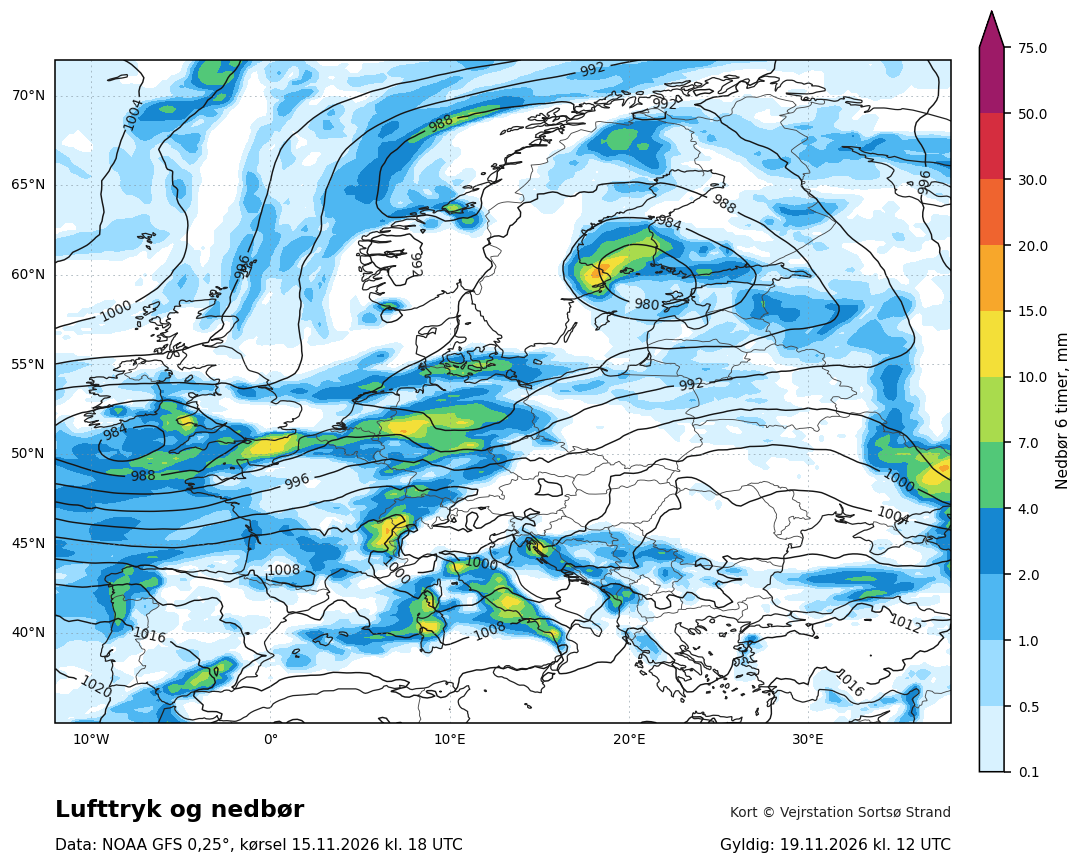 75.0
50.0
30.0
20.0
15.0
10.0
7.0
4.0
2.0
1.0
0.5
0.1
Nedbør 6 timer, mm
70°N
65°N
60°N
55°N
50°N
45°N
40°N
10°W
0°
10°E
20°E
30°E
992
1004
988
992
996
988
984
996
992
1000
980
992
984
988
996
1000
1004
1008
1000
1000
1016
1008
1012
1020
1016
Lufttryk og nedbør
Kort © Vejrstation Sortsø Strand
Data: NOAA GFS 0,25°, kørsel 15.11.2026 kl. 18 UTC
Gyldig: 19.11.2026 kl. 12 UTC